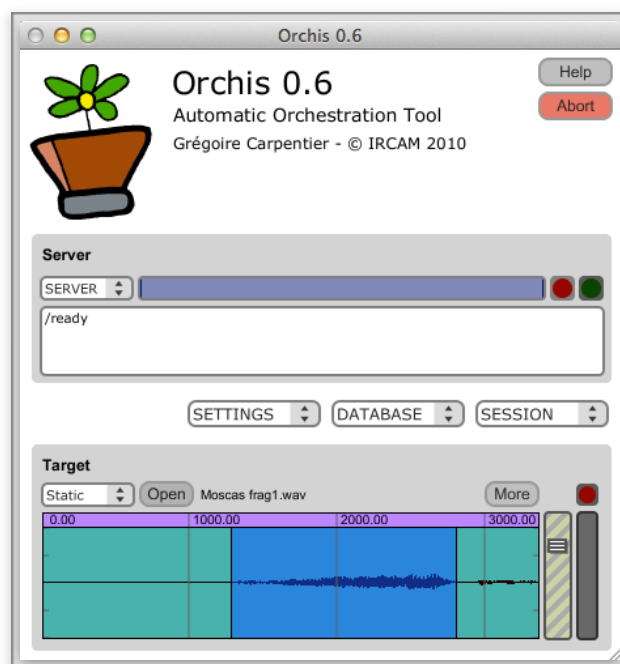 Orchis 0.6
Orchis 0.6
Help
Automatic Orchestration Tool
Abort
Grégoire Carpentier - © IRCAM 2010
Server
SERVER
/ready
SETTINGS DATABASE SESSION
Target
Static Open Moscas frag1.wav More
0.00 1000.00 2000.00 3000.00